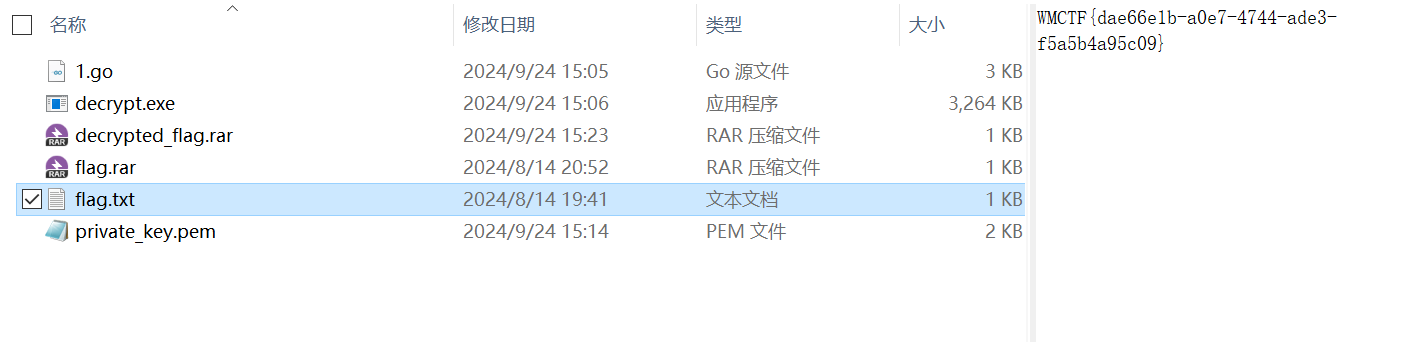 名称 修改日期 类型 大小
1.go 2024/9/24 15:05 Go 源文件 3 KB
decrypt.exe 2024/9/24 15:06 应用程序 3,264 KB
decrypted_flag.rar 2024/9/24 15:23 RAR 压缩文件 1 KB
flag.rar 2024/8/14 20:52 RAR 压缩文件 1 KB
flag.txt 2024/8/14 19:41 文本文档 1 KB
private_key.pem 2024/9/24 15:14 PEM 文件 2 KB
WMCTF{dae66e1b-a0e7-4744-ade3-
f5a5b4a95c09}